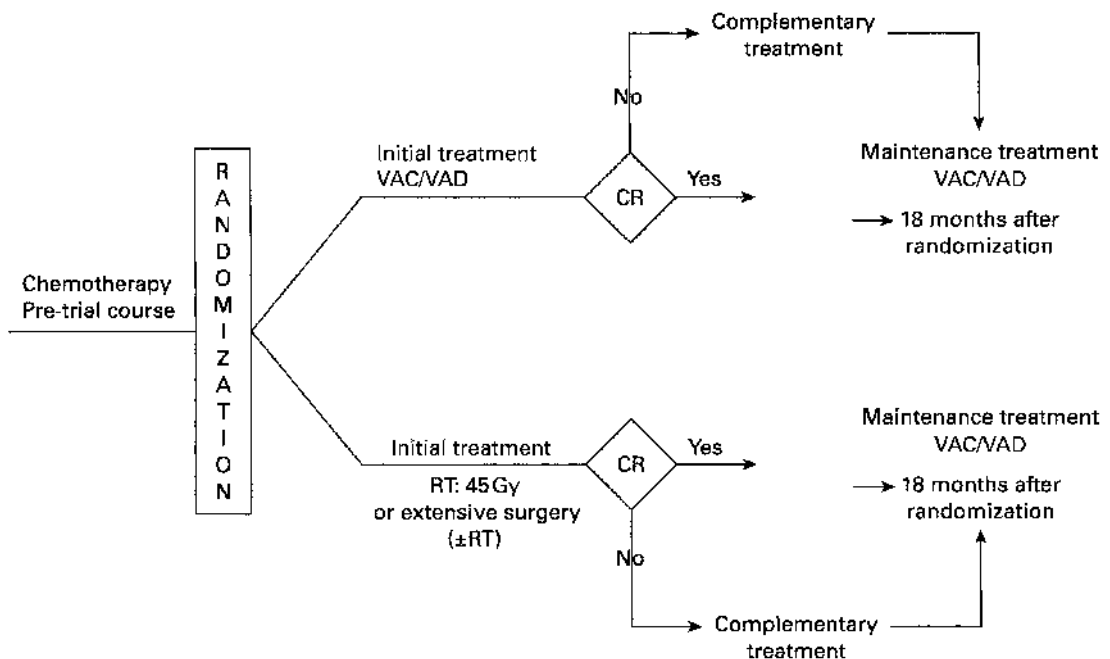 Complementary
treatment
No
Initial treatment
VAC/VAD
CR
Yes
Maintenance treatment
VAC/VAD
18 months after
randomization
Chemotherapy
Pre-trial course
RANDOMIZATION
Initial treatment
RT: 45 Gy
or extensive surgery
(±RT)
CR
Yes
No
Maintenance treatment
VAC/VAD
18 months after
randomization
Complementary
treatment